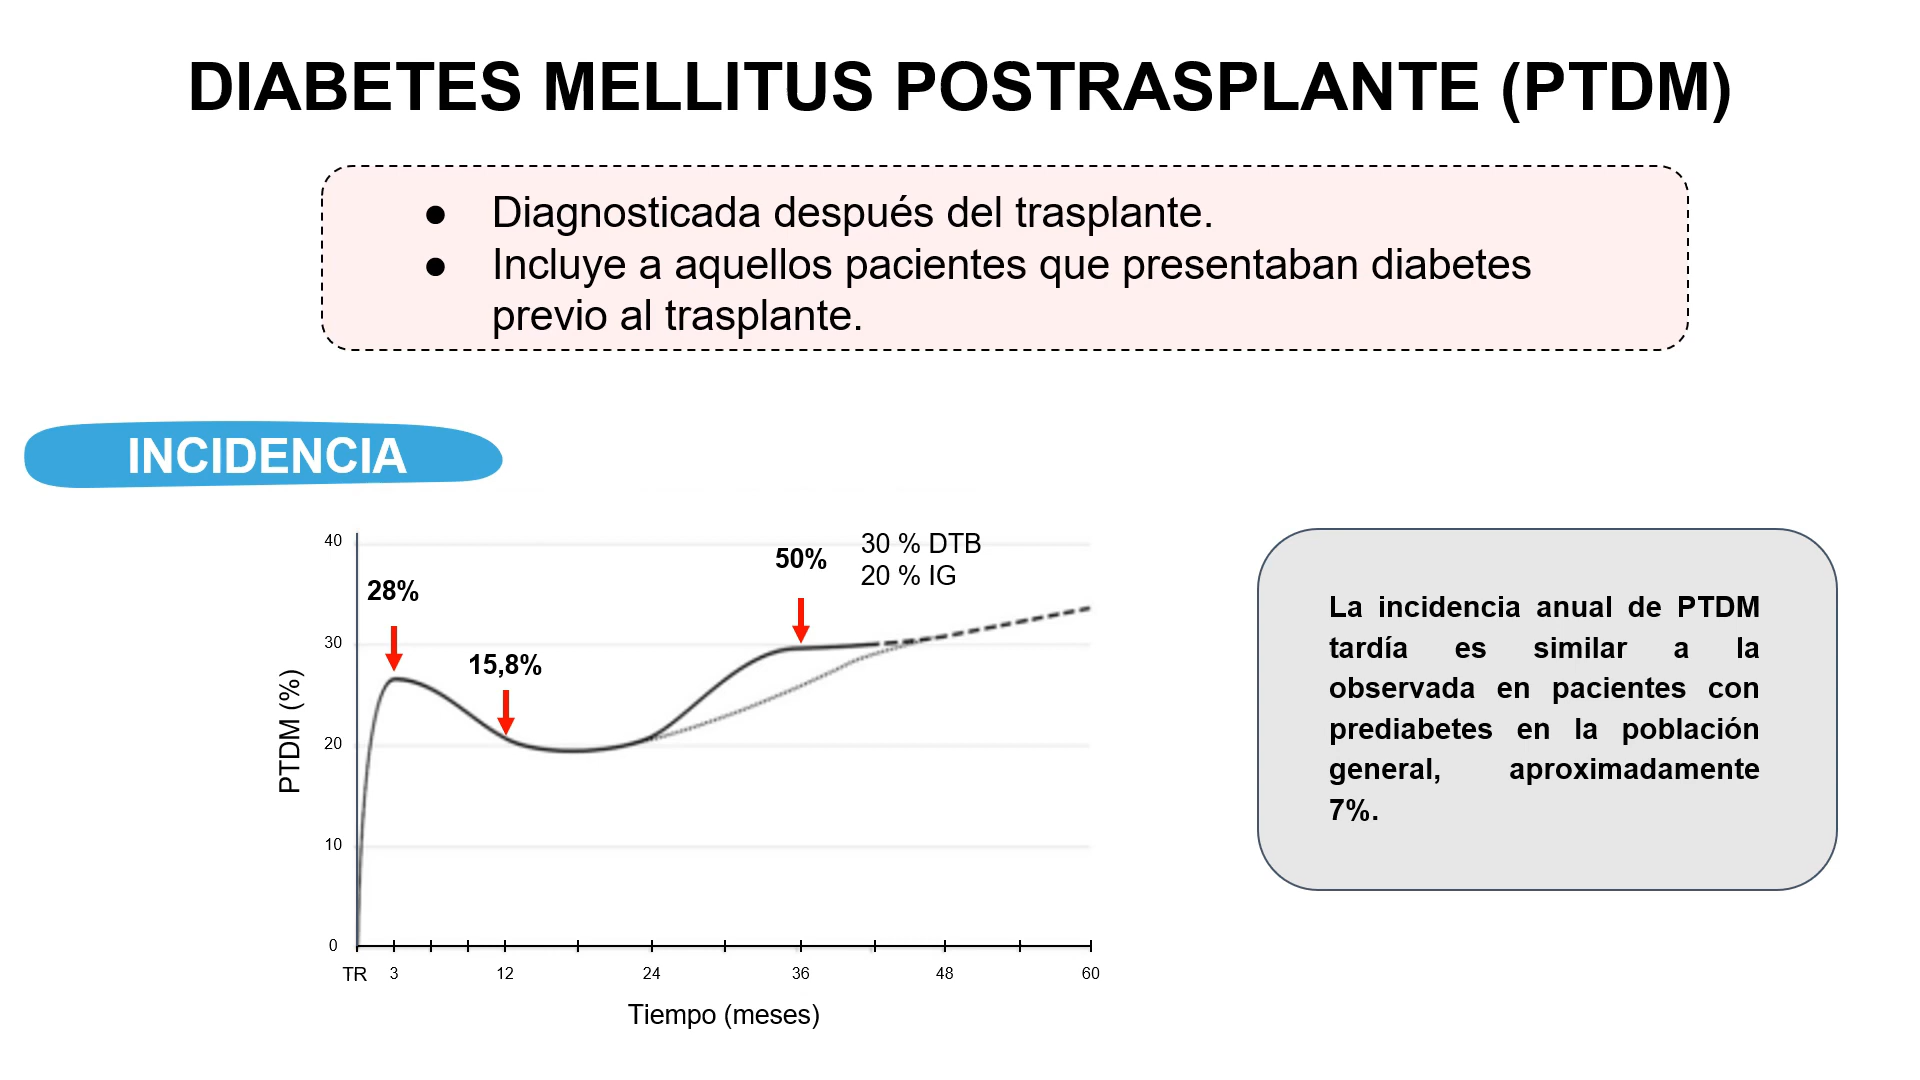 DIABETES MELLITUS POSTRASPLANTE (PTDM)
● Diagnosticada después del trasplante.
● Incluye a aquellos pacientes que presentaban diabetes
previo al trasplante.
INCIDENCIA
40
30
20
10
0
PTDM (%)
28%
15,8%
50%
30 % DTB
20 % IG
TR 3 12 24 36 48 60
Tiempo (meses)
La incidencia anual de PTDM
tardía es similar a la
observada en pacientes con
prediabetes en la población
general, aproximadamente
7%.